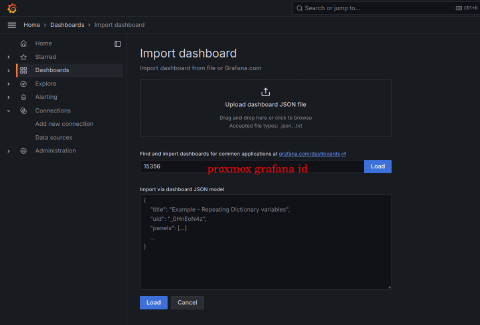 Search or jump to...
ctrl+k
Home › Dashboards › Import dashboard
Home
Starred
Dashboards
Explore
Alerting
Connections
Add new connection
Data sources
Administration
Import dashboard
Import dashboard from file or Grafana.com
Upload dashboard JSON file
Drag and drop here or click to browse
Accepted file types: .json, .txt
Find and import dashboards for common applications at grafana.com/dashboards
15356
proxmox grafana id
Load
Import via dashboard JSON model
{
"title": "Example - Repeating Dictionary variables",
"uid": "_0HnEoN4z",
"panels": [...]
...
}
Load
Cancel